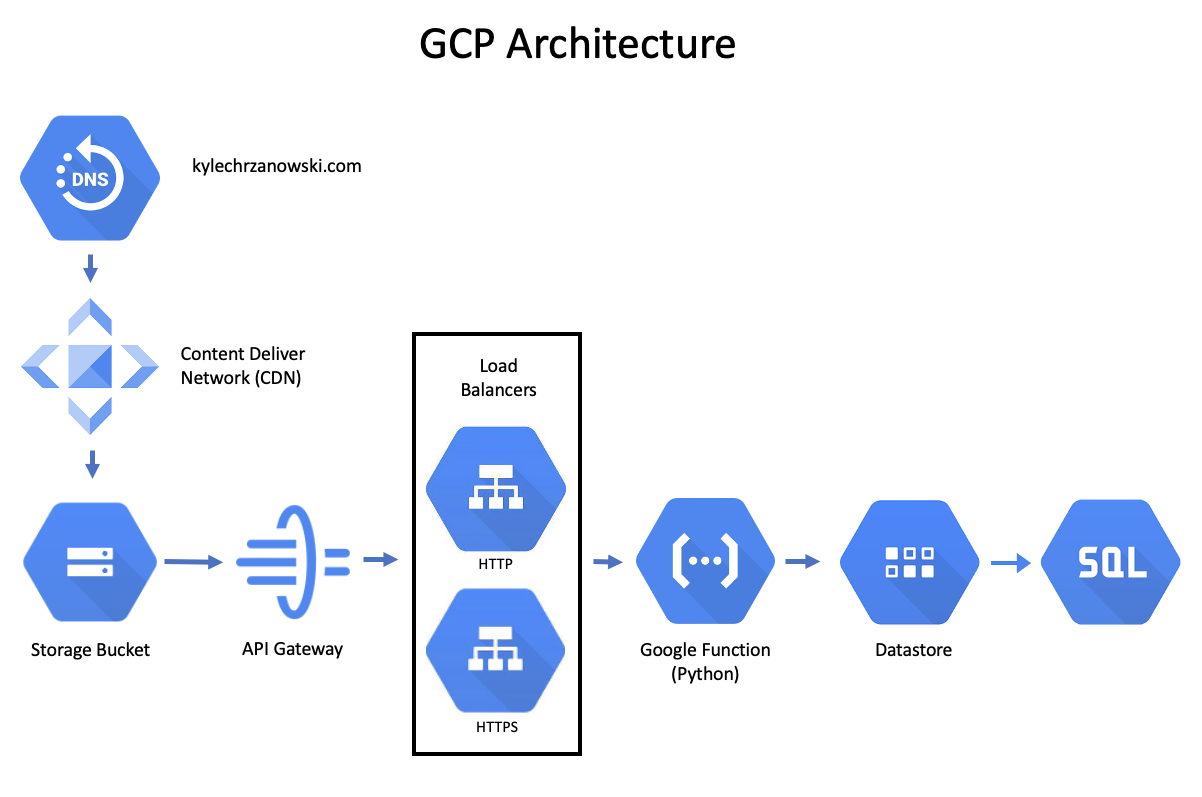 GCP Architecture
DNS
kylechrzanowski.com
Content Deliver
Network (CDN)
Load
Balancers
HTTP
HTTPS
SQL
Storage Bucket
API Gateway
Google Function
(Python)
Datastore